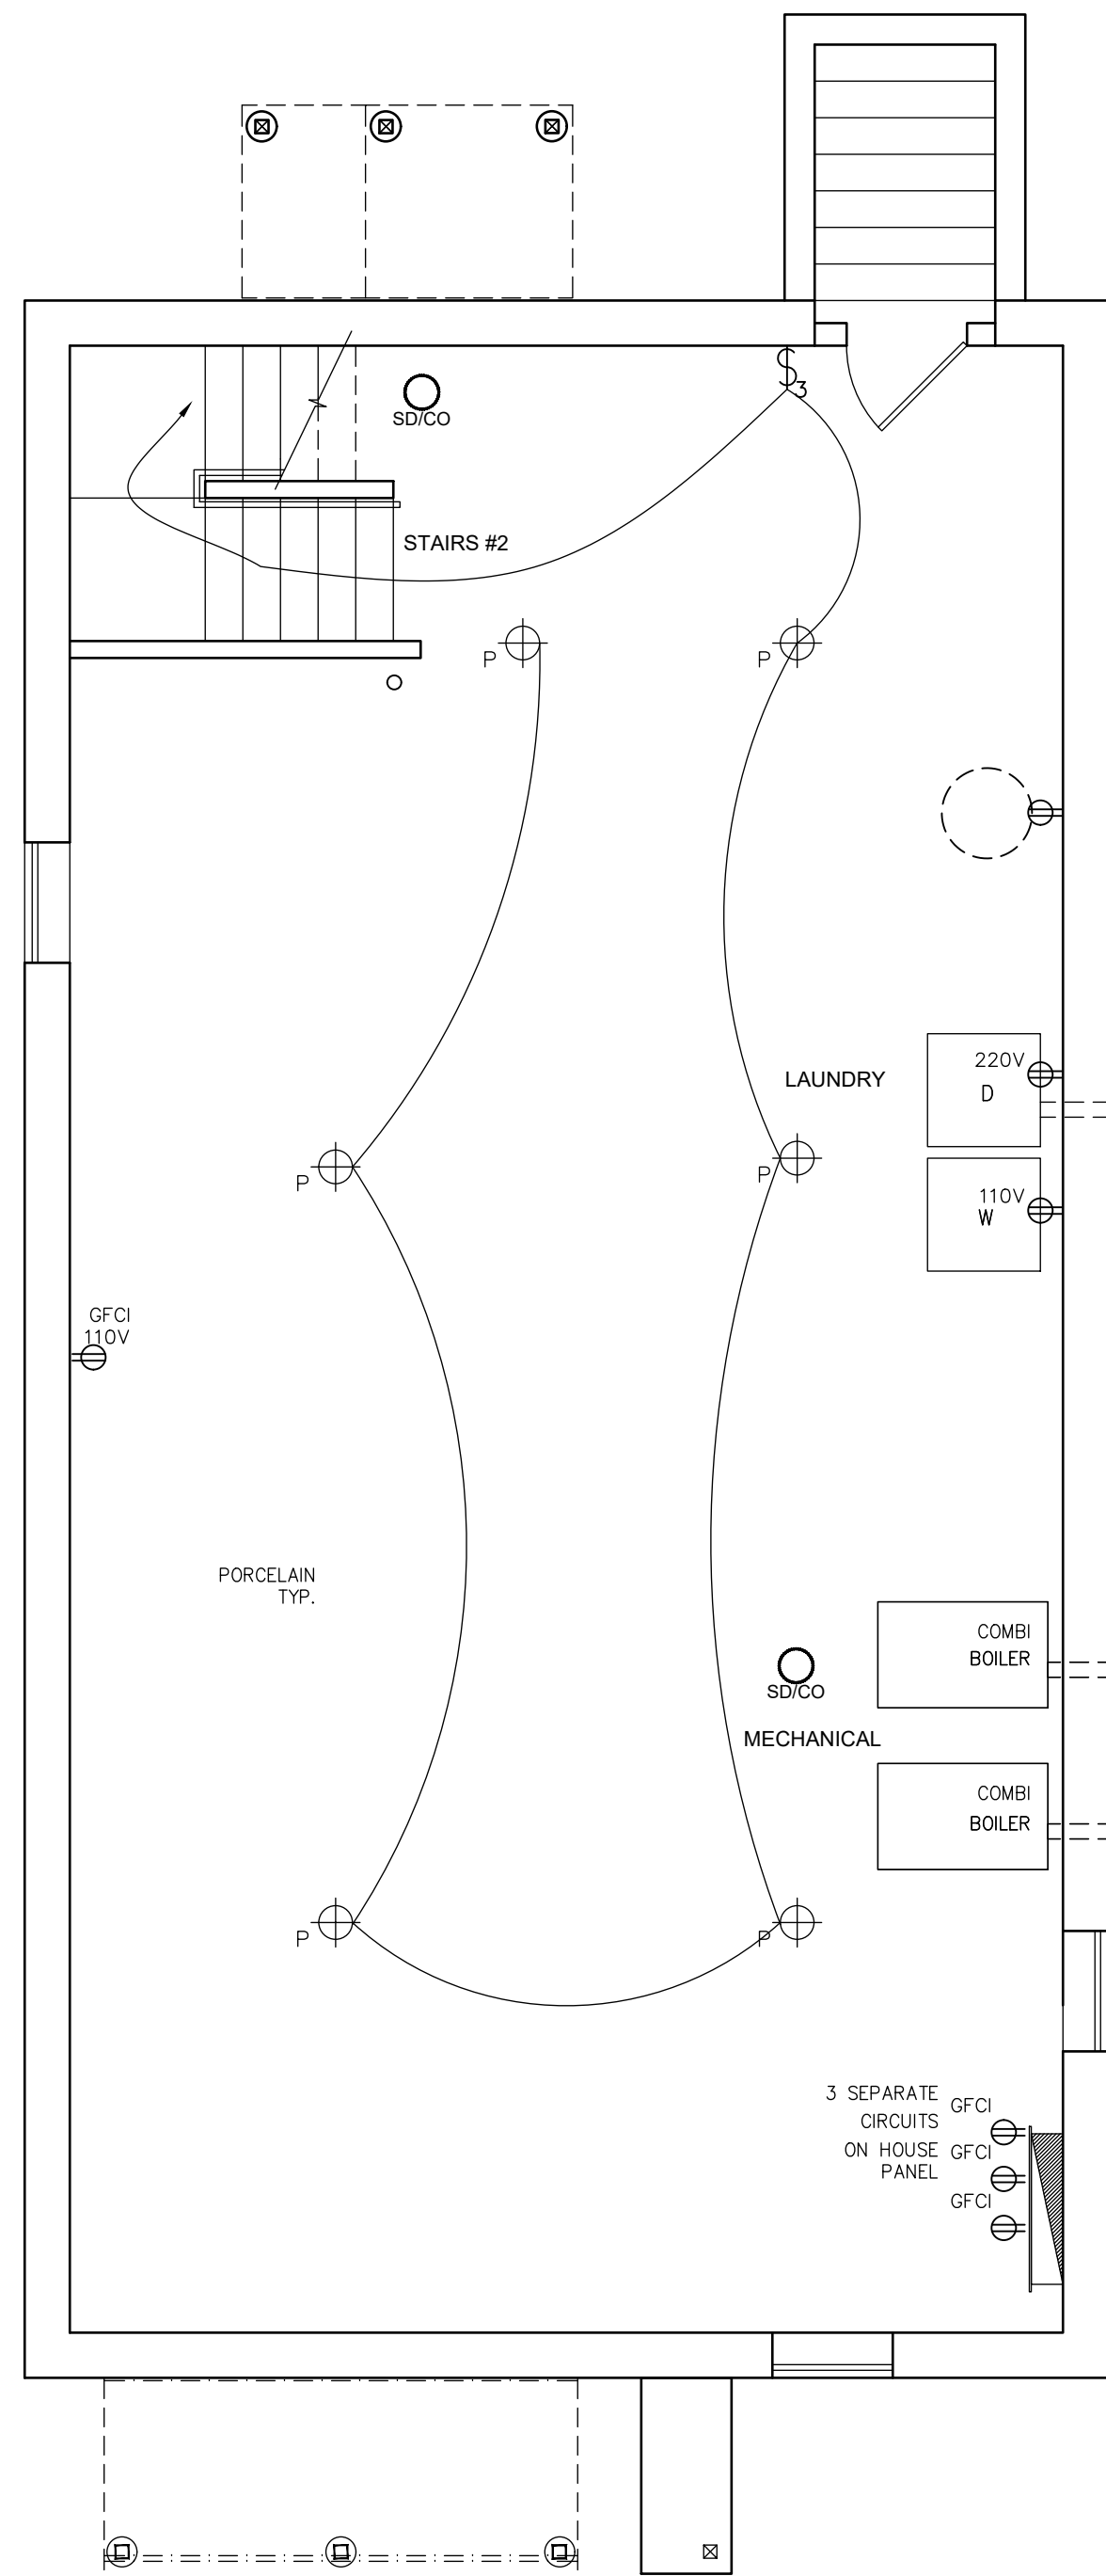 $3
SD/CO
STAIRS #2
P
P
220V
D
LAUNDRY
P
P
110V
W
GFCI
110V
PORCELAIN
TYP.
COMBI
BOILER
SD/CO
MECHANICAL
COMBI
BOILER
P
P
3 SEPARATE
CIRCUITS
ON HOUSE
PANEL
GFCI
GFCI
GFCI